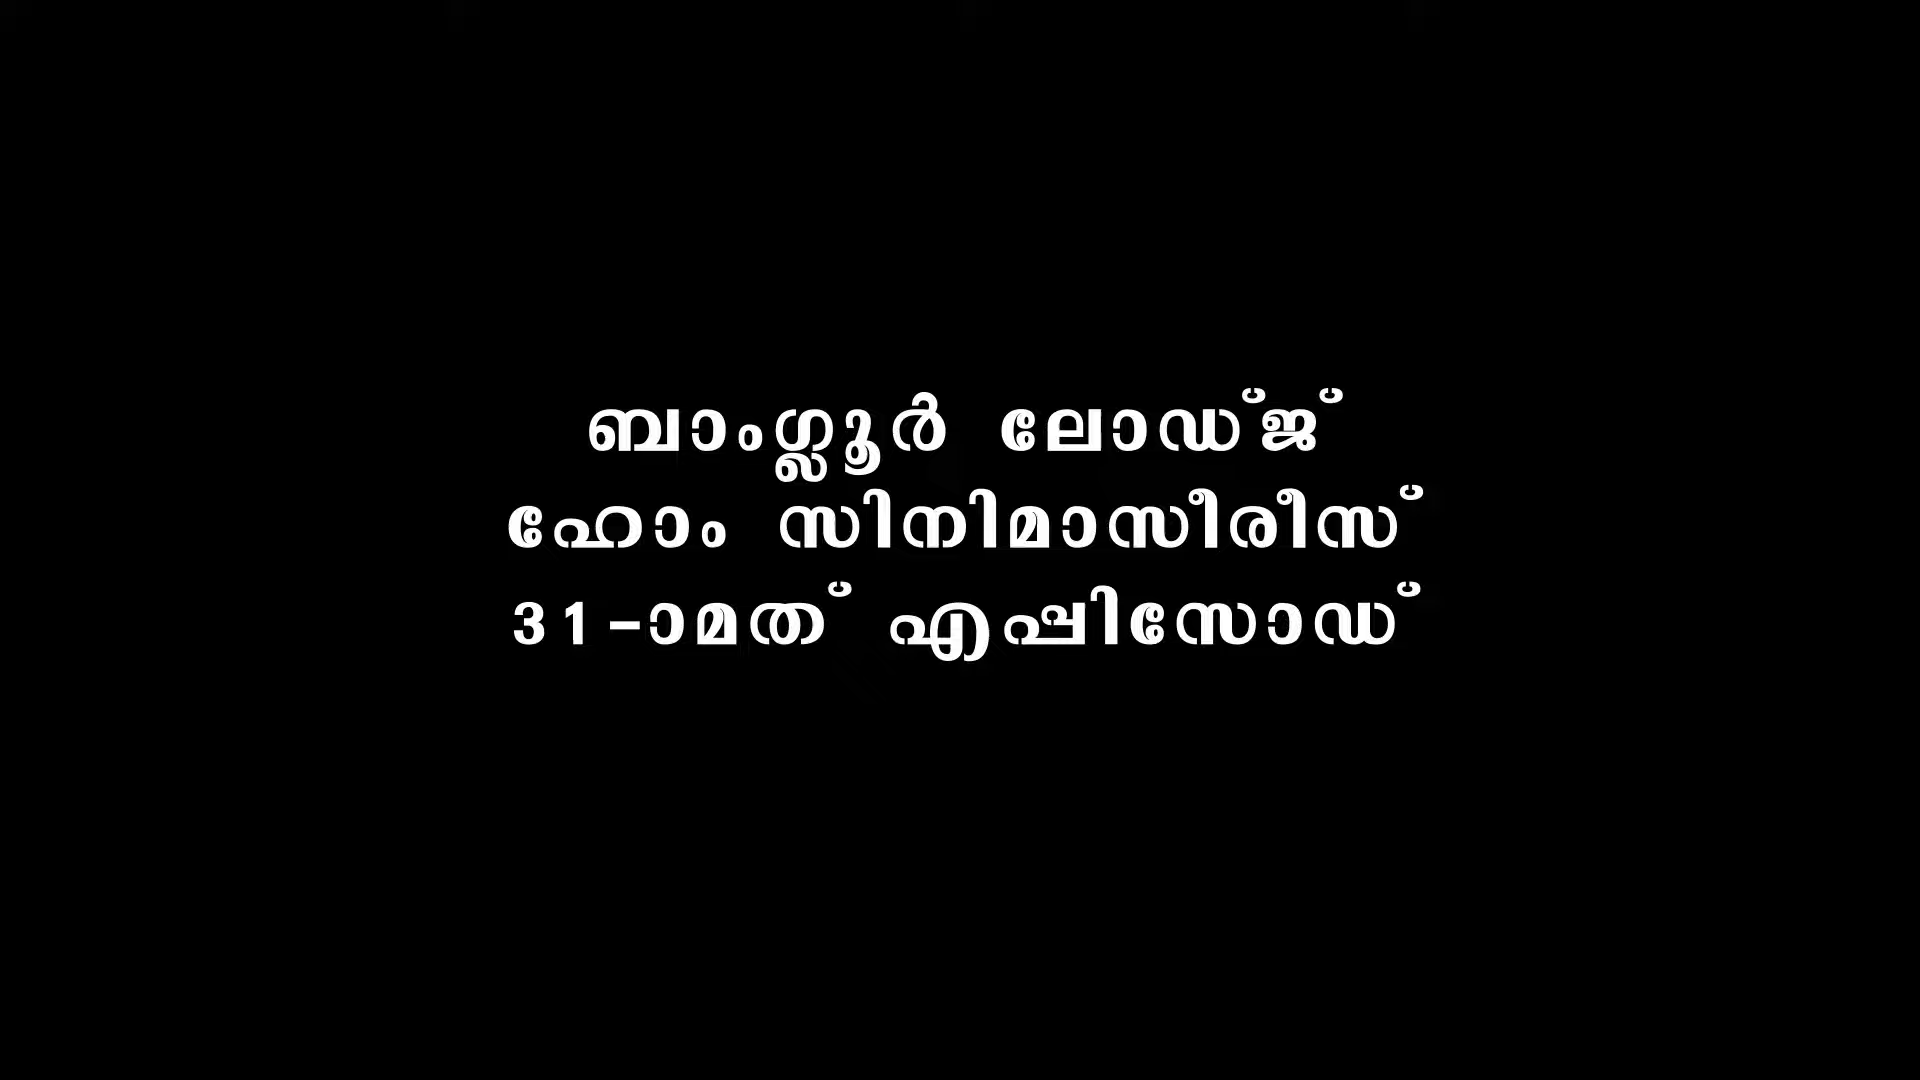 ബാംഗ്ലൂർ ലോഡ്ജ്
ഹോം സിനിമാസീരീസ്
31-ാമത് എപ്പിസോഡ്